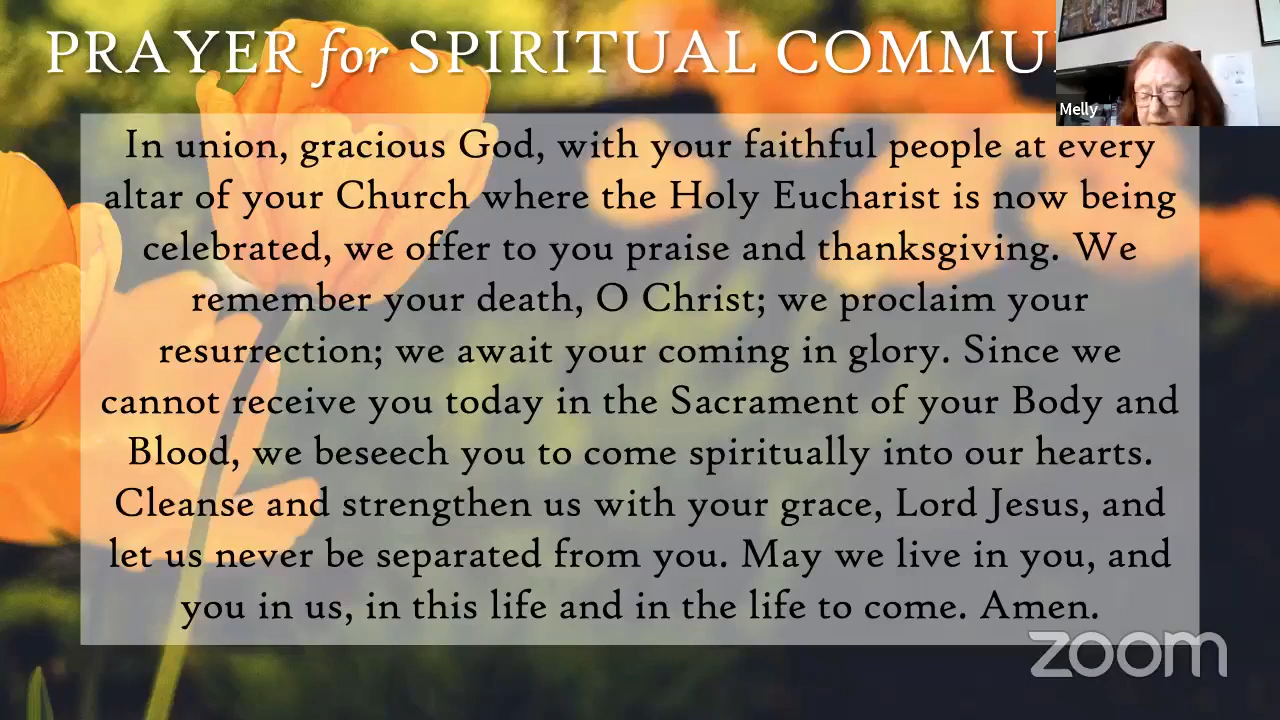 PRAYER for SPIRITUAL COMMU
Melly
In union, gracious God, with your faithful people at every
altar of your Church where the Holy Eucharist is now being
celebrated, we offer to you praise and thanksgiving. We
remember your death, O Christ; we proclaim your
resurrection; we await your coming in glory. Since we
cannot receive you today in the Sacrament of your Body and
Blood, we beseech you to come spiritually into our hearts.
Cleanse and strengthen us with your grace, Lord Jesus, and
let us never be separated from you. May we live in you, and
you in us, in this life and in the life to come. Amen.
zoom